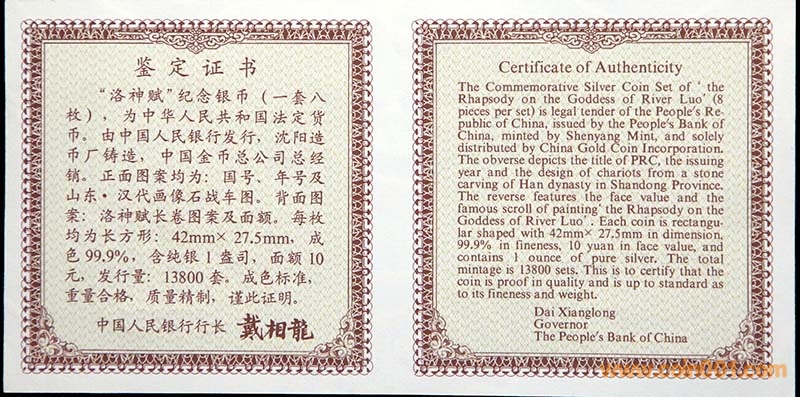 鉴定证书
“洛神赋”纪念银币（一套八
枚），为中华人民共和国法定货
币。由中国人民银行发行，沈阳造
币厂铸造，中国金币总公司总经
销。正面图案均为：国号、年号及
山东·汉代画像石战车图。背面图
案：洛神赋长卷图案及面额。每枚
均为长方形：42mm×27.5mm，成
色99.9%，含纯银1盎司，面额10
元，发行量：13800套。成色标准，
重量合格，质量精制，谨此证明。
中国人民银行行长 戴相龍
Certificate of Authenticity
The Commemorative Silver Coin Set of ‘ the
Rhapsody on the Goddess of River Luo’ (8
pieces per set) is legal tender of the People's Re-
public of China, issued by the People's Bank of
China, minted by Shenyang Mint, and solely
distributed by China Gold Coin Incorporation.
The obverse depicts the title of PRC, the issuing
year and the design of chariots from a stone
carving of Han dynasty in Shandong Province.
The reverse features the face value and the
famous scroll of painting‘ the Rhapsody on the
Goddess of River Luo’ . Each coin is rectangu-
lar shaped with 42mm×27.5mm in dimension,
99.9% in fineness, 10 yuan in face value, and
contains 1 ounce of pure silver. The total
mintage is 13800 sets. This is to certify that the
coin is proof in quality and is up to standard as
to its fineness and weight.
Dai Xianglong
Governor
The People's Bank of China